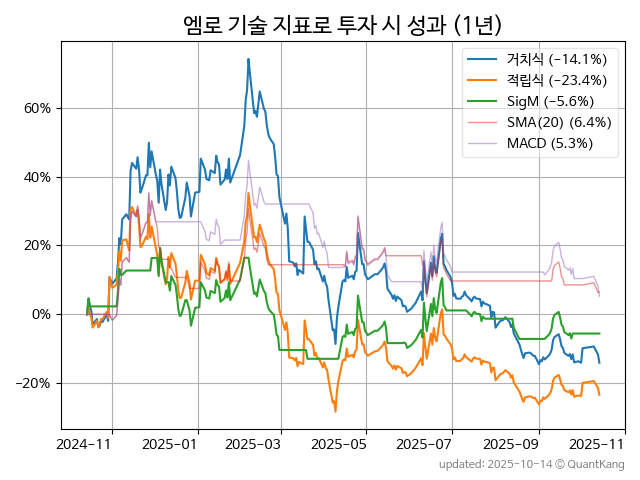 엠로 기술 지표로 투자 시 성과 (1년)
거치식 (−14.1%)
적립식 (−23.4%)
SigM (−5.6%)
SMA(20) (6.4%)
MACD (5.3%)
60%
40%
20%
0%
−20%
2024-11 2025-01 2025-03 2025-05 2025-07 2025-09 2025-11
updated: 2025-10-14 © QuantKang